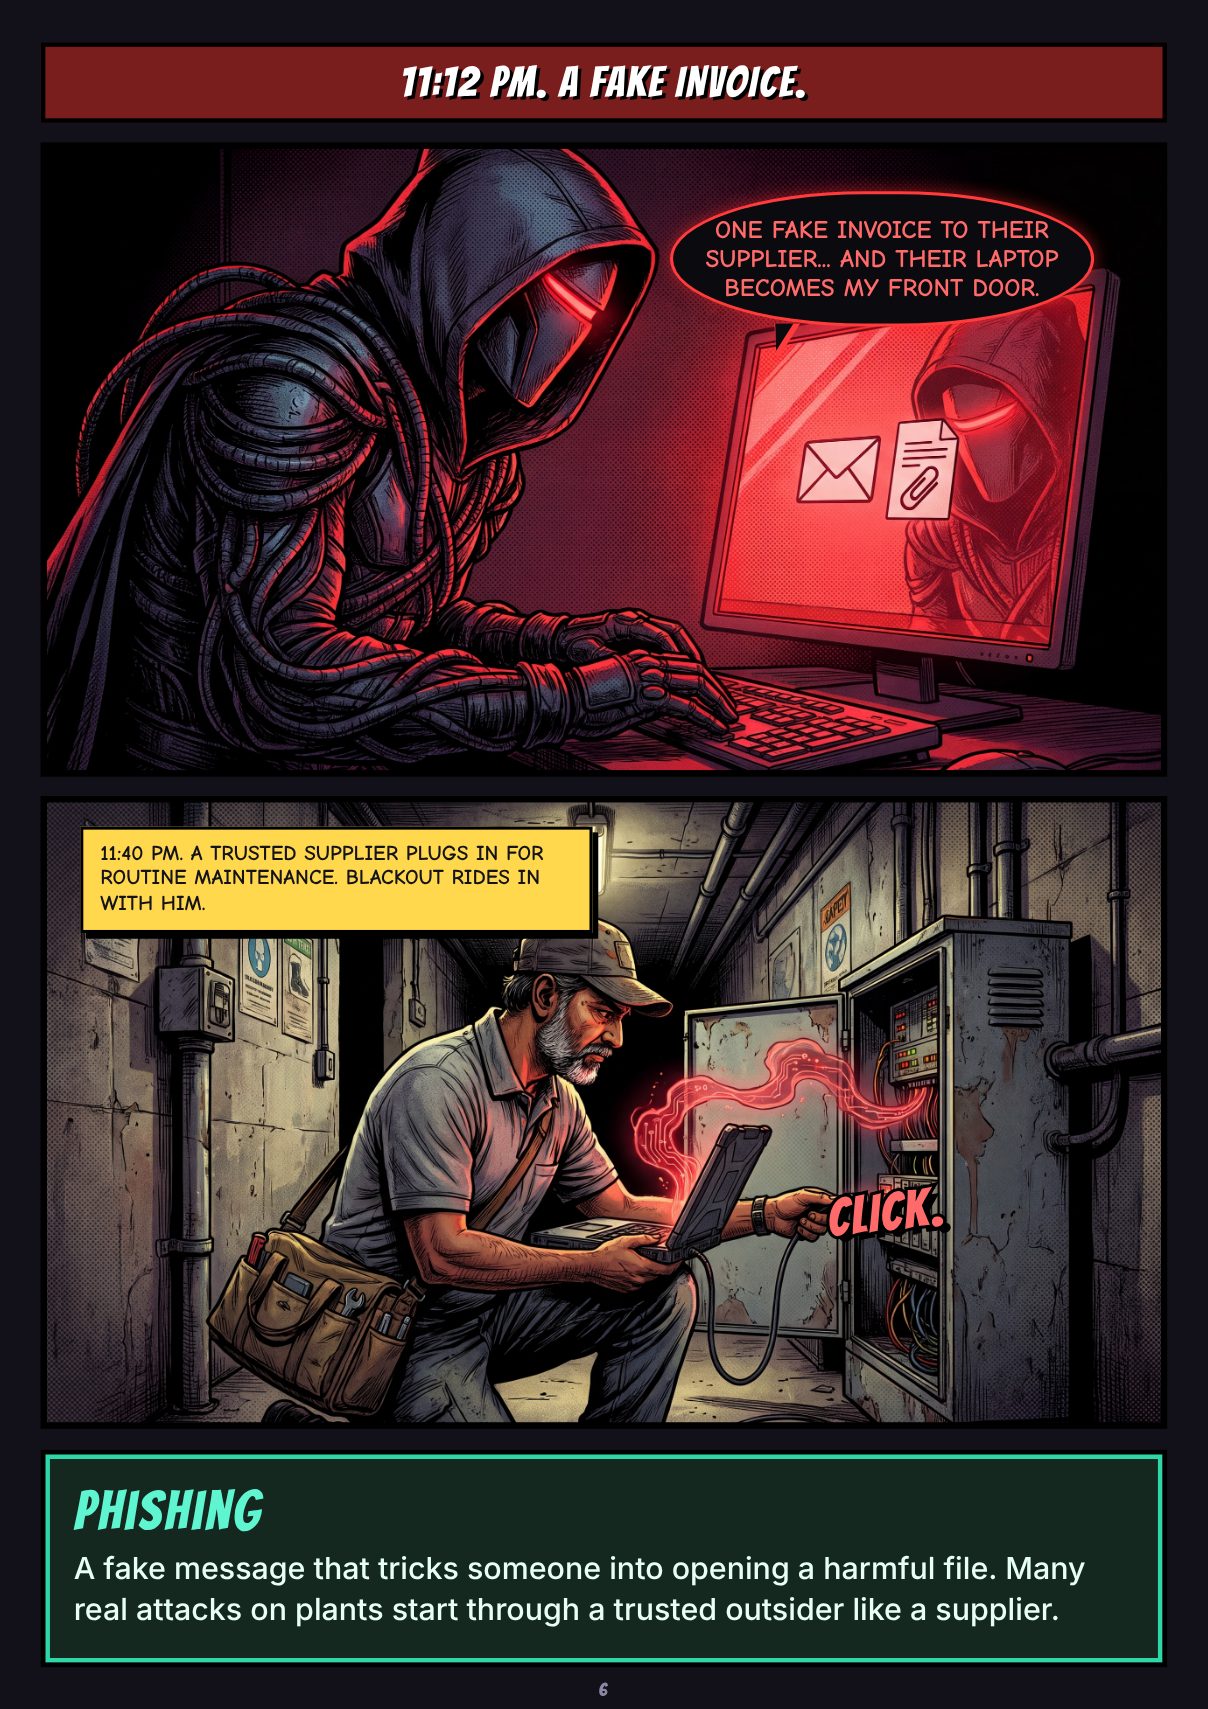 11:12 PM. A FAKE INVOICE.
ONE FAKE INVOICE TO THEIR
SUPPLIER... AND THEIR LAPTOP
BECOMES MY FRONT DOOR.
11:40 PM. A TRUSTED SUPPLIER PLUGS IN FOR
ROUTINE MAINTENANCE. BLACKOUT RIDES IN
WITH HIM.
SAFETY
CLICK.
PHISHING
A fake message that tricks someone into opening a harmful file. Many
real attacks on plants start through a trusted outsider like a supplier.
6